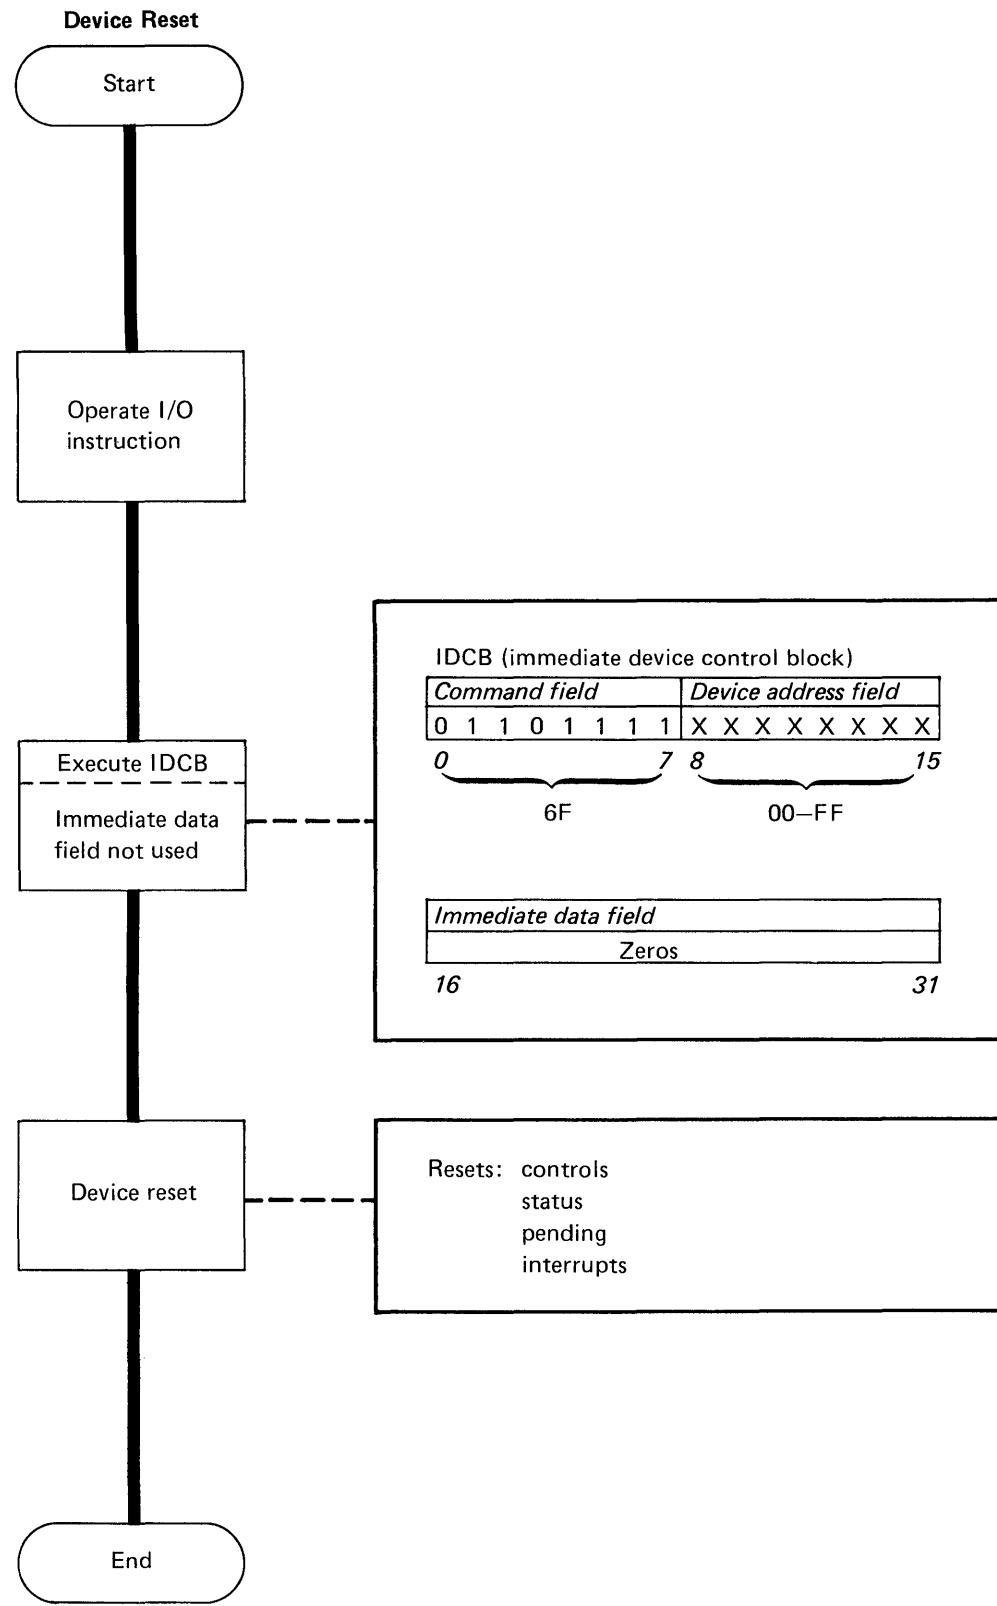 Device Reset
Start
Operate I/O
instruction
Execute IDCB
Immediate data
field not used
IDCB (immediate device control block)
Command field Device address field
0 1 1 0 1 1 1 1 X X X X X X X X
0 7 8 15
6F 00–FF
Immediate data field
Zeros
16 31
Device reset
Resets: controls
status
pending
interrupts
End